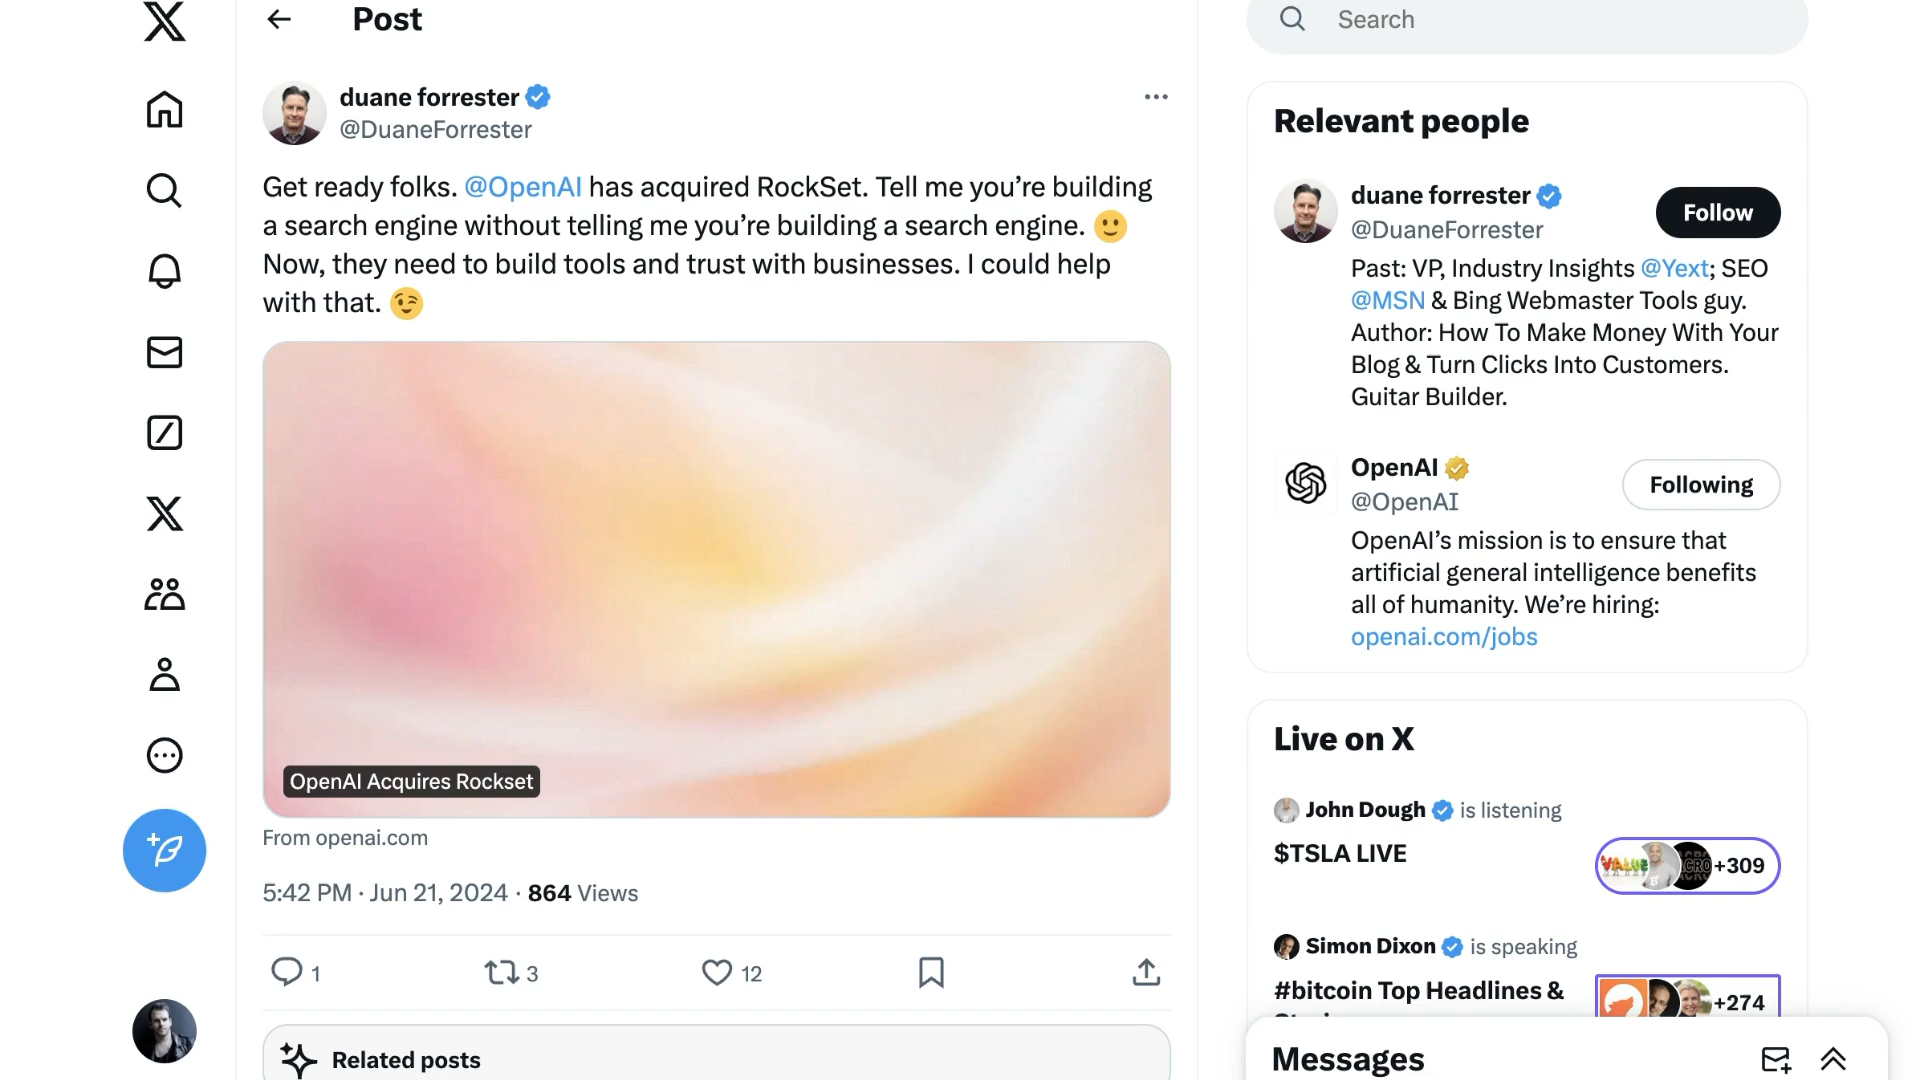 Post
Search
duane forrester
@DuaneForrester
Get ready folks. @OpenAI has acquired RockSet. Tell me you’re building
a search engine without telling me you’re building a search engine. 🙂
Now, they need to build tools and trust with businesses. I could help
with that. 😉
OpenAI Acquires Rockset
From openai.com
5:42 PM · Jun 21, 2024 · 864 Views
1
3
12
Related posts
Relevant people
duane forrester
@DuaneForrester
Follow
Past: VP, Industry Insights @Yext; SEO
@MSN & Bing Webmaster Tools guy.
Author: How To Make Money With Your
Blog & Turn Clicks Into Customers.
Guitar Builder.
OpenAI
@OpenAI
Following
OpenAI’s mission is to ensure that
artificial general intelligence benefits
all of humanity. We’re hiring:
openai.com/jobs
Live on X
John Dough is listening
$TSLA LIVE
VALUE
+309
Simon Dixon is speaking
#bitcoin Top Headlines &
+274
Messages